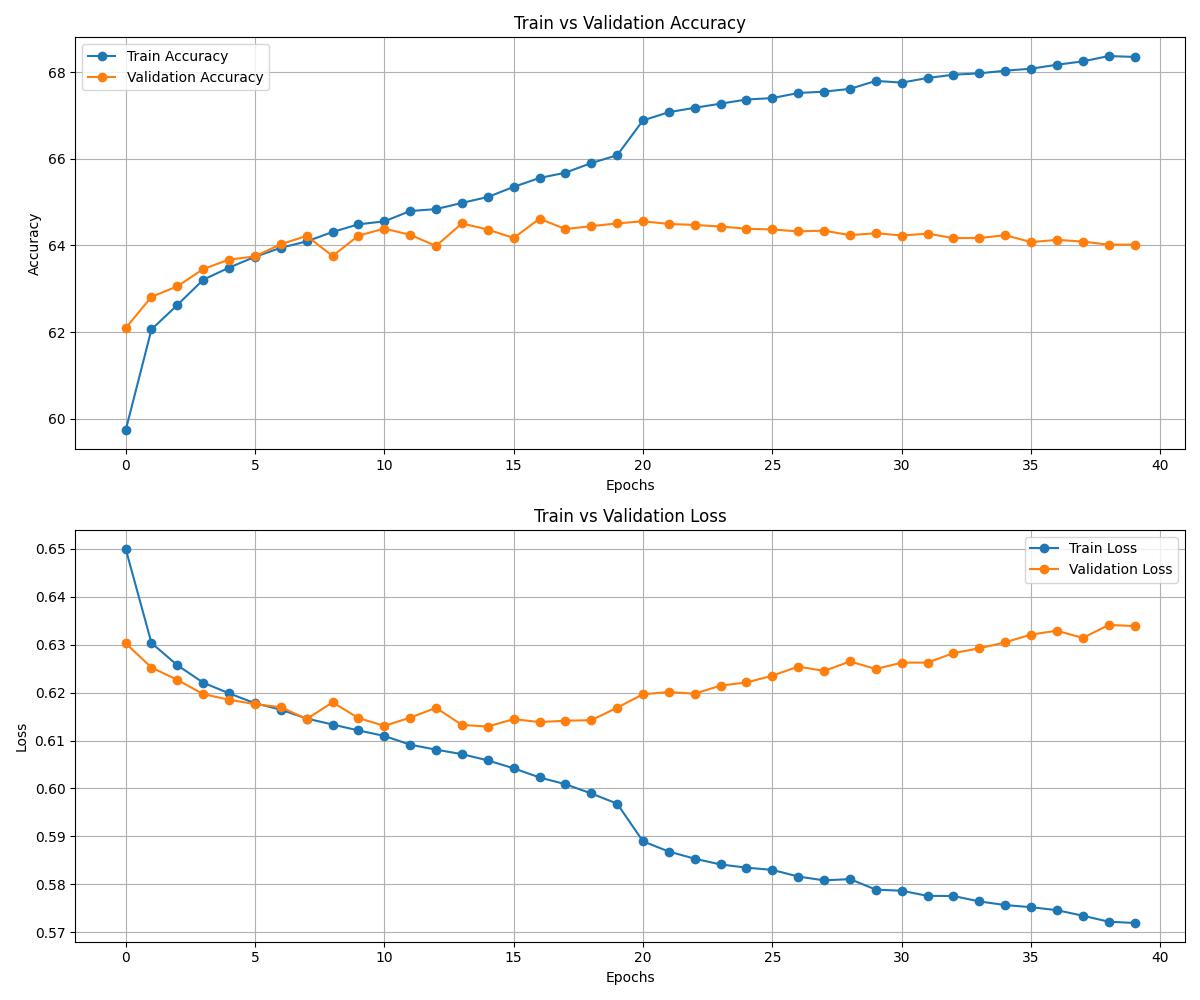 Train vs Validation Accuracy
Train Accuracy
Validation Accuracy
68
66
64
62
60
Accuracy
0 5 10 15 20 25 30 35 40
Epochs
Train vs Validation Loss
Train Loss
Validation Loss
0.65
0.64
0.63
0.62
0.61
0.60
0.59
0.58
0.57
Loss
0 5 10 15 20 25 30 35 40
Epochs